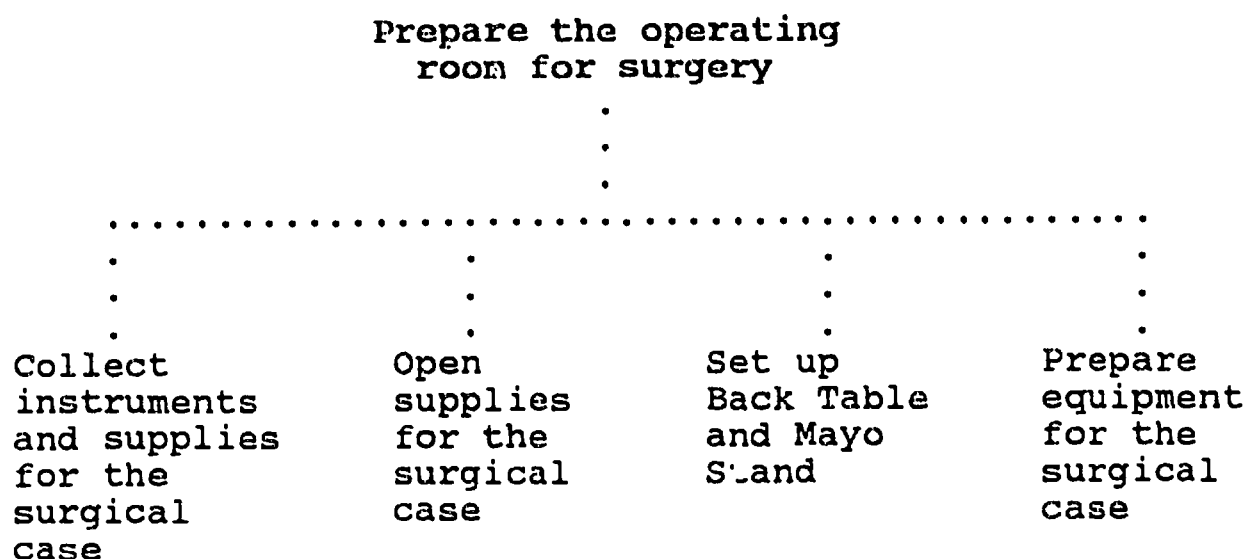 Prepare the operating
room for surgery
Collect
instruments
and supplies
for the
surgical
case
Open
supplies
for the
surgical
case
Set up
Back Table
and Mayo
Stand
Prepare
equipment
for the
surgical
case